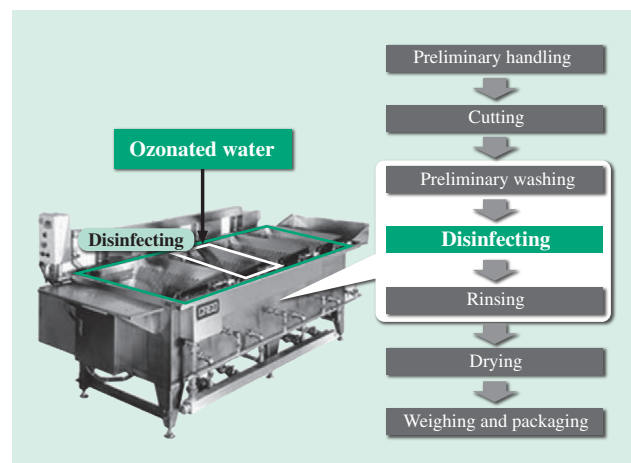 Preliminary handling
Cutting
Ozonated water
Preliminary washing
Disinfecting
Disinfecting
Rinsing
Drying
Weighing and packaging